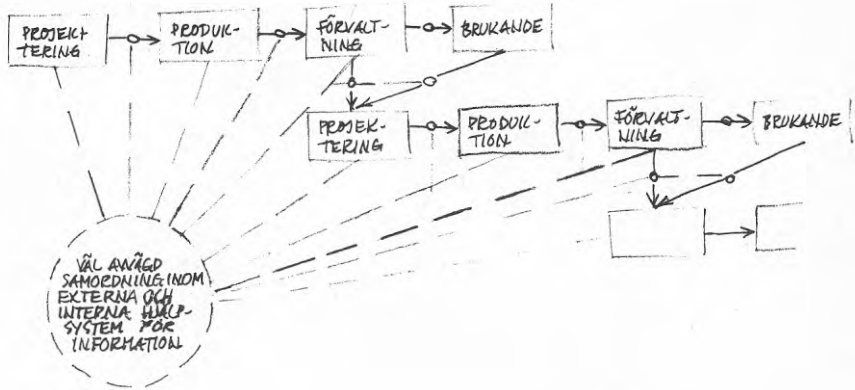 PROJEK-
TERING
PRODUK-
TION
FÖRVALT-
NING
BRUKANDE
PROJEK-
TERING
PRODUK-
TION
FÖRVALT-
NING
BRUKANDE
VÄL AVVÄGD
SAMORDNING INOM
EXTERNA OCH
INTERNA HJÄLP-
SYSTEM FÖR
INFORMATION